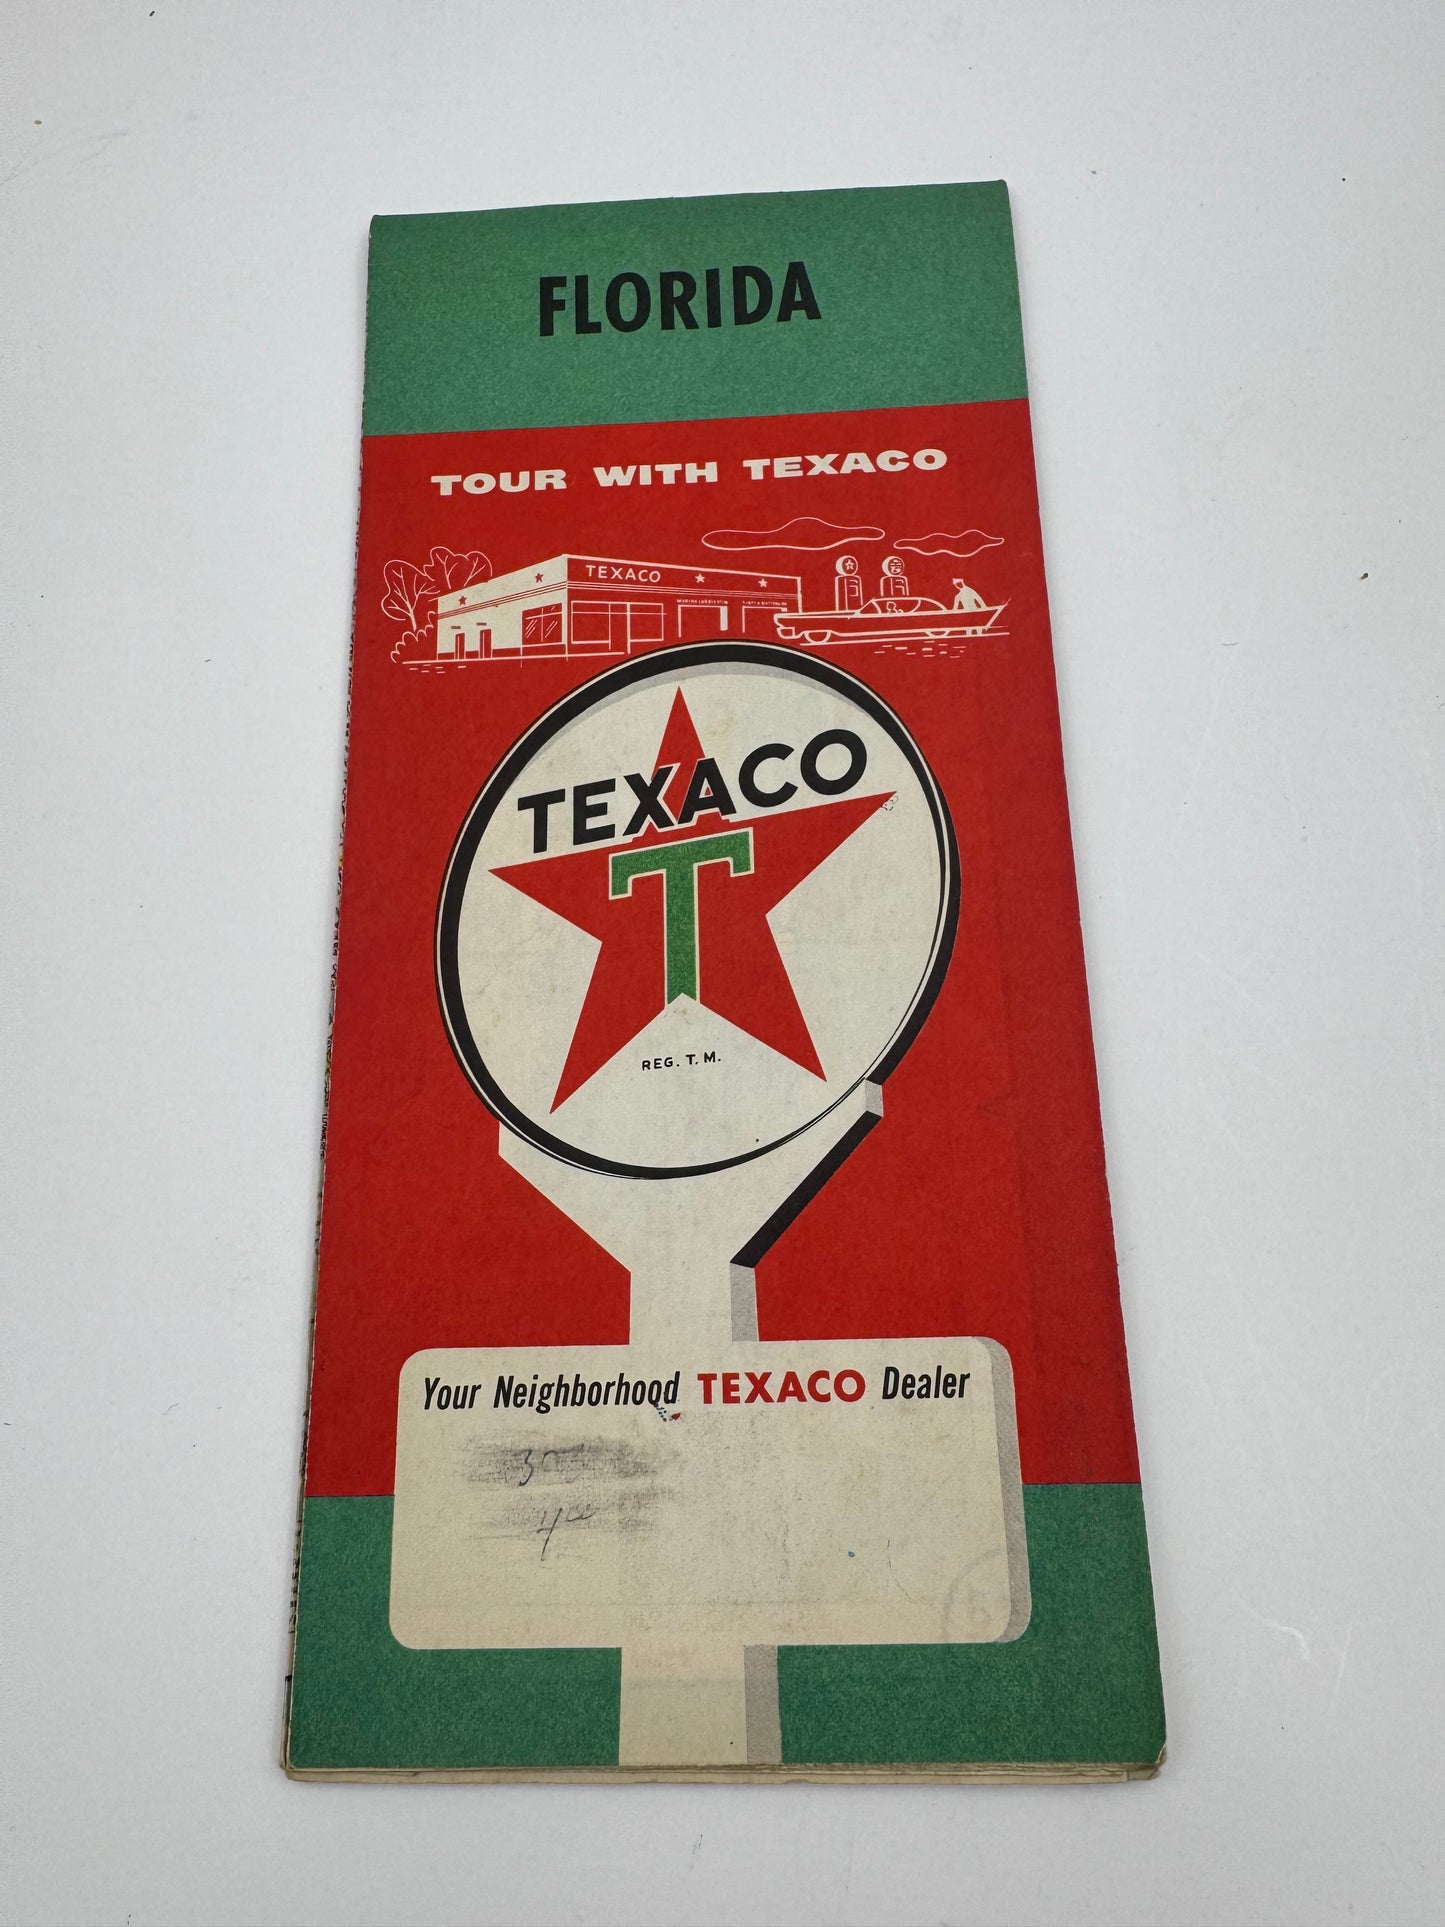 FLORIDA
TOUR WITH TEXACO
TEXACO
TEXACO
T
REG. T. M.
Your Neighborhood TEXACO Dealer